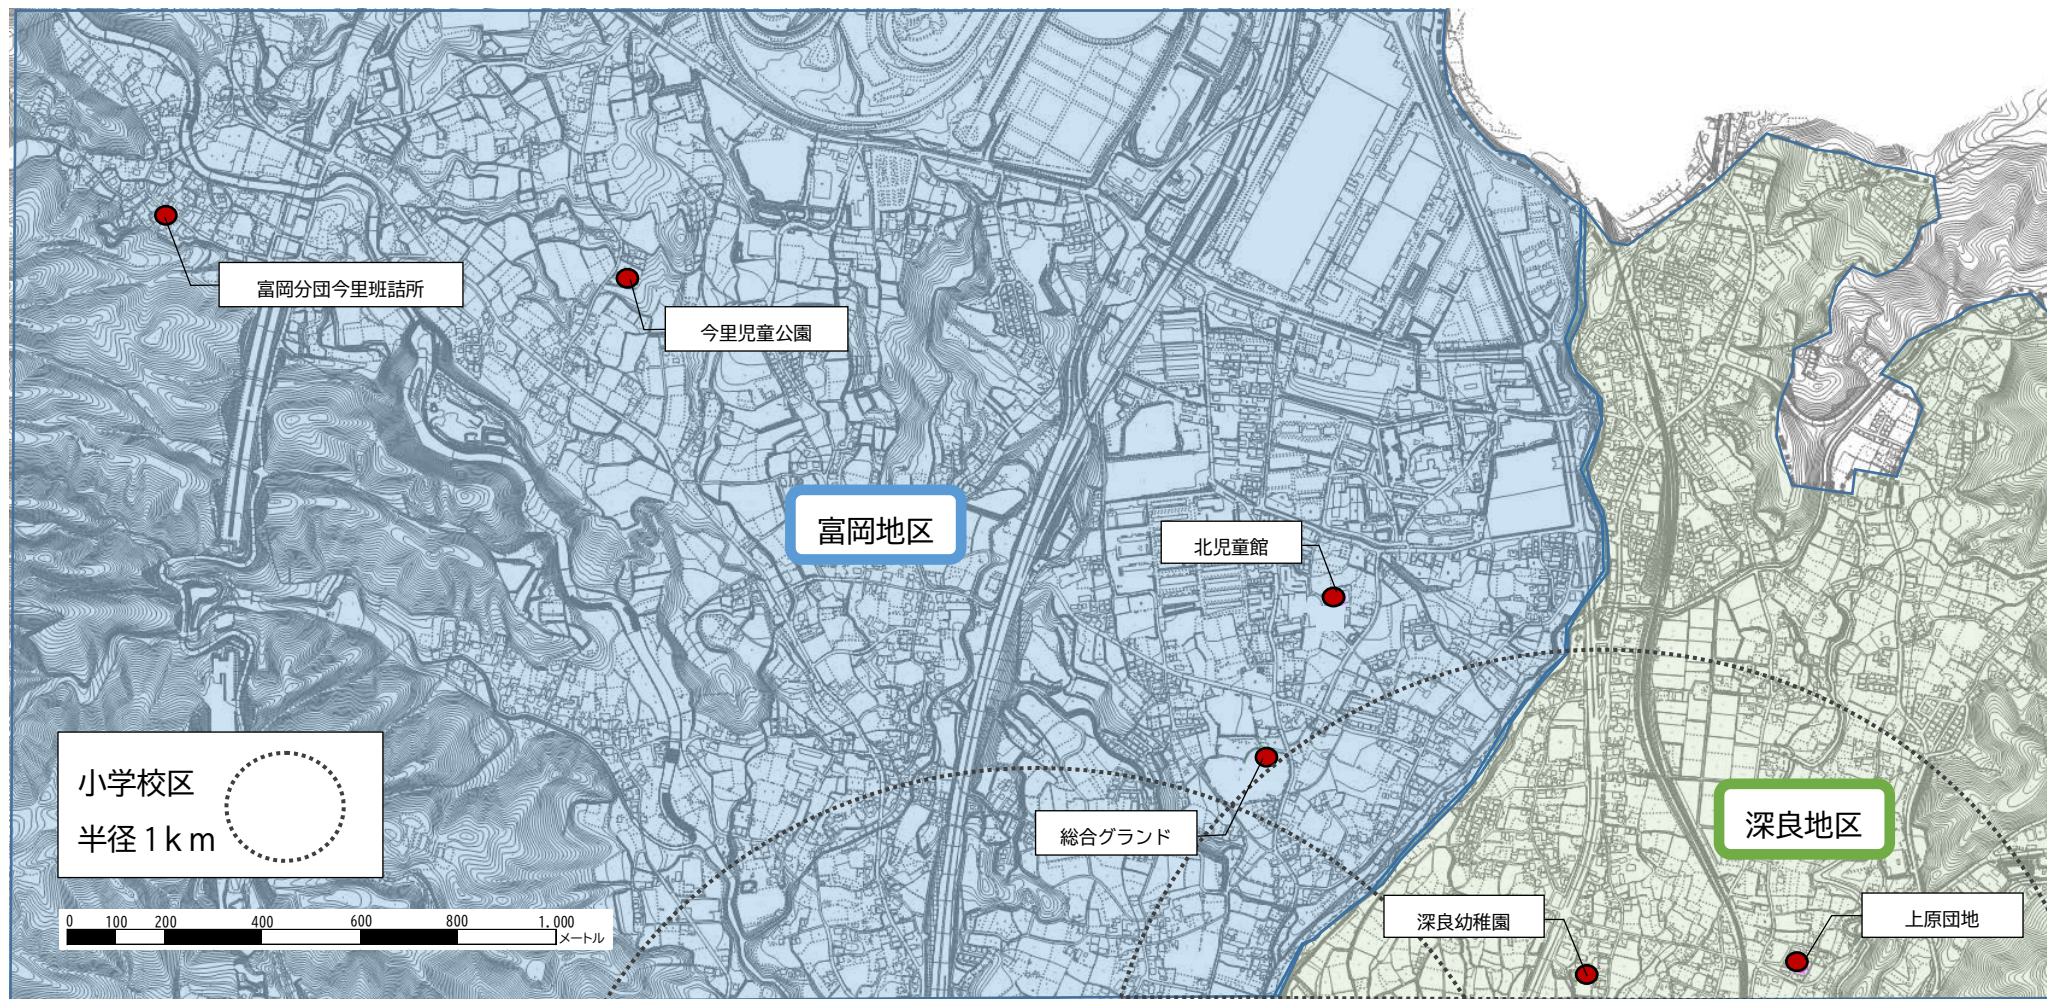 富岡分団今里班詰所
今里児童公園
富岡地区
北児童館
小学校区
半径1km
総合グランド
深良地区
深良幼稚園
上原団地
0 100 200 400 600 800 1,000
メートル